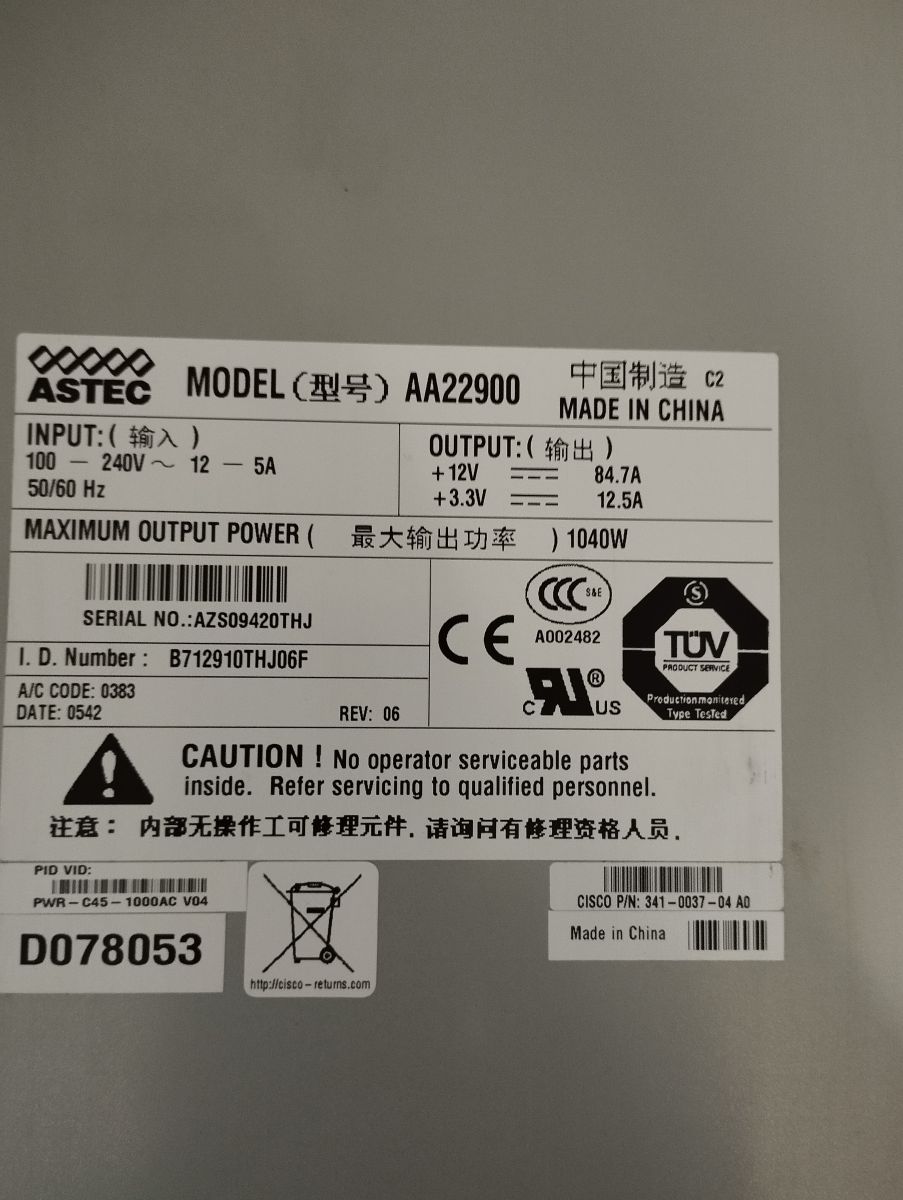 ASTEC
MODEL (型号) AA22900
中国制造 C2
MADE IN CHINA
INPUT: ( 输入 )
100 — 240V ~ 12 — 5A
50/60 Hz
OUTPUT: ( 输出 )
+12V 84.7A
+3.3V 12.5A
MAXIMUM OUTPUT POWER ( 最大输出功率 ) 1040W
SERIAL NO.:AZS09420THJ
I. D. Number : B712910THJ06F
A/C CODE: 0383
DATE: 0542
REV: 06
CE
CCC S&E
A002482
C RU ® US
S
TÜV
PRODUCT SERVICE
Production monitored
Type Tested
CAUTION ! No operator serviceable parts
inside. Refer servicing to qualified personnel.
注意： 内部无操作工可修理元件. 请询问有修理资格人员.
PID VID:
PWR-C45-1000AC V04
D078053
http://cisco-returns.com
CISCO P/N: 341-0037-04 A0
Made in China